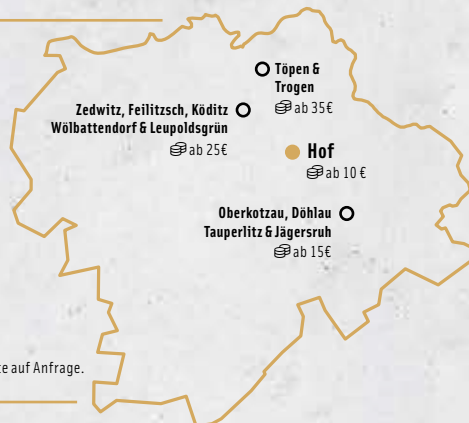 Töpen &
Trogen
ab 35€
Zedwitz, Feilitzsch, Köditz
Wölbattendorf & Leupoldsgrün
ab 25€
Hof
ab 10 €
Oberkotzau, Döhlau
Tauperlitz & Jägersruh
ab 15€
auf Anfrage.